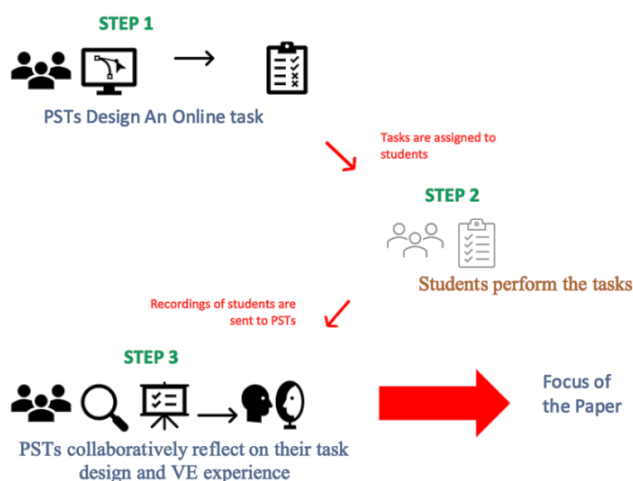 STEP 1
PSTs Design An Online task
Tasks are assigned to
students
STEP 2
Students perform the tasks
Recordings of students are
sent to PSTs
STEP 3
PSTs collaboratively reflect on their task
design and VE experience
Focus of
the Paper